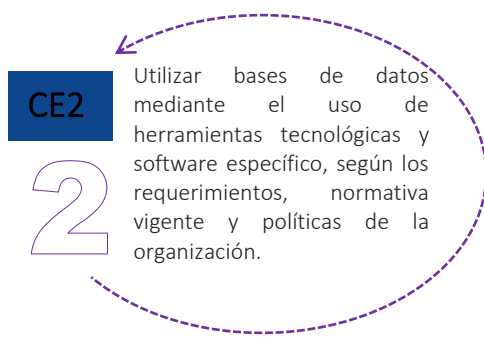 CE2
2
Utilizar bases de datos
mediante el uso de
herramientas tecnológicas y
software específico, según los
requerimientos, normativa
vigente y políticas de la
organización.